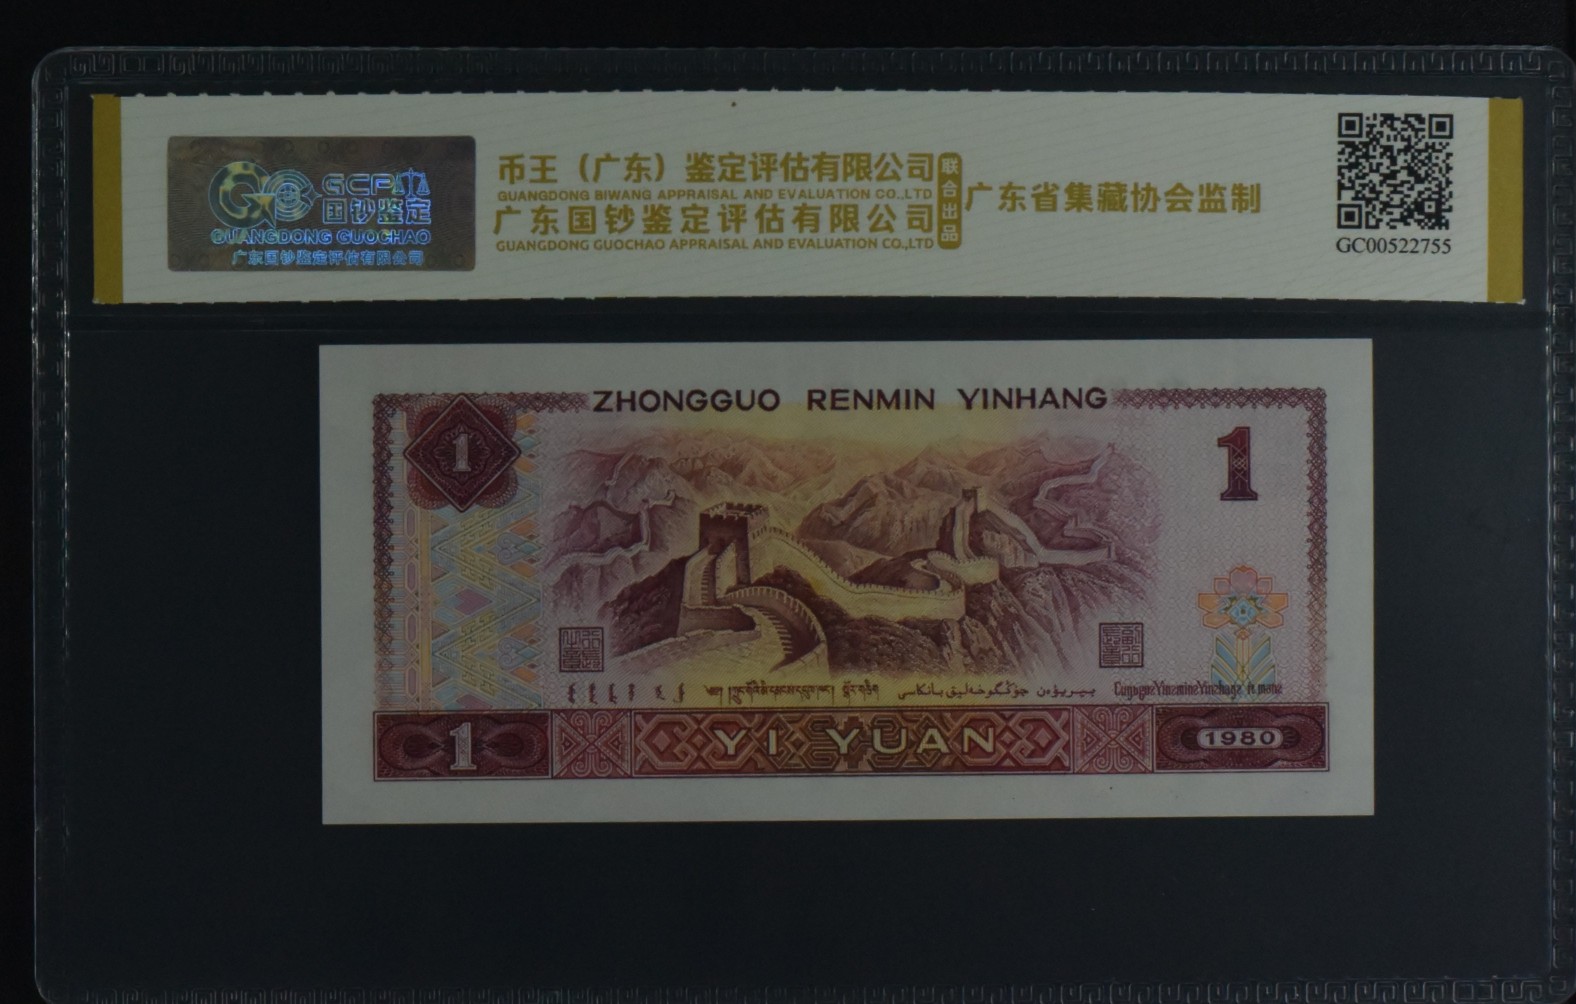 GCP
国钞鉴定
GUANGDONG GUOCHAO
广东国钞鉴定评估有限公司
币王（广东）鉴定评估有限公司
GUANGDONG BIWANG APPRAISAL AND EVALUATION CO.,LTD
广东国钞鉴定评估有限公司
GUANGDONG GUOCHAO APPRAISAL AND EVALUATION CO.,LTD
联合出品
广东省集藏协会监制
GC00522755
ZHONGGUO RENMIN YINHANG
1
1
1
YI YUAN
1980